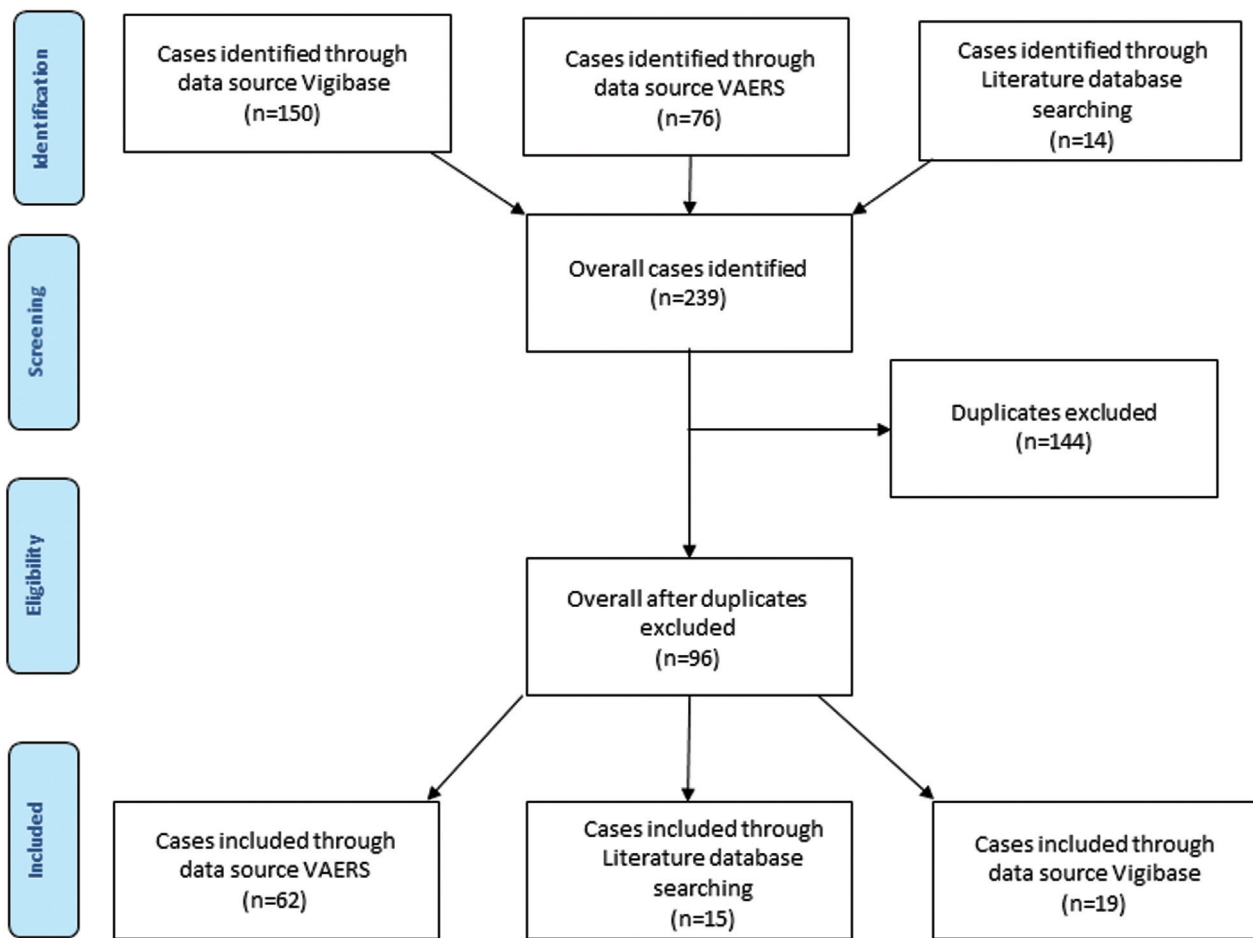 Identification
Cases identified through
data source Vigibase
(n=150)
Cases identified through
data source VAERS
(n=76)
Cases identified through
Literature database
searching
(n=14)
Screening
Overall cases identified
(n=239)
Duplicates excluded
(n=144)
Eligibility
Overall after duplicates
excluded
(n=96)
Included
Cases included through
data source VAERS
(n=62)
Cases included through
Literature database
searching
(n=15)
Cases included through
data source Vigibase
(n=19)